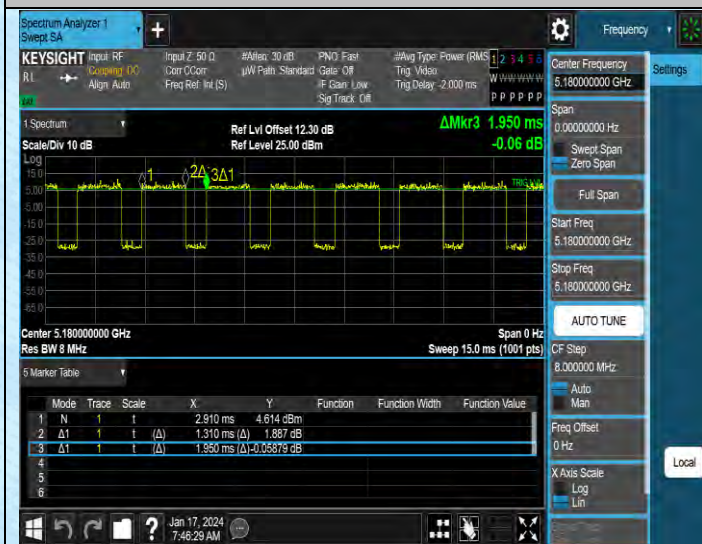 Spectrum Analyzer 1
Swept SA
+
Frequency
KEYSIGHT
Input: RF
Coupling: DC
Align: Auto
Input Z: 50 Ω
Corr CCorr
Freq Ref: Int (S)
#Atten: 30 dB
µW Path: Standard
PNO: Fast
Gate: Off
IF Gain: Low
Sig Track: Off
#Avg Type: Power (RMS
Trig: Video
Trig Delay: -2.000 ms
1 2 3 4 5 6
W W W W W W
P P P P P P
1 Spectrum
Scale/Div 10 dB
Ref Lvl Offset 12.30 dB
Ref Level 25.00 dBm
ΔMkr3 1.950 ms
-0.06 dB
Log
15.0
5.00
-5.00
-15.0
-25.0
-35.0
-45.0
-55.0
-65.0
1
2Δ
3Δ1
Center 5.180000000 GHz
Res BW 8 MHz
Span 0 Hz
Sweep 15.0 ms (1001 pts)
5 Marker Table
Mode Trace Scale X Y Function Function Width Function Value
1 N 1 t 2.910 ms 4.614 dBm
2 Δ1 1 t (Δ) 1.310 ms (Δ) 1.887 dB
3 Δ1 1 t (Δ) 1.950 ms (Δ) -0.05879 dB
4
5
6
Jan 17, 2024
7:46:29 AM
Center Frequency
5.180000000 GHz
Settings
Span
0.00000000 Hz
Swept Span
Zero Span
Full Span
Start Freq
5.180000000 GHz
Stop Freq
5.180000000 GHz
AUTO TUNE
CF Step
8.000000 MHz
Auto
Man
Freq Offset
0 Hz
X Axis Scale
Log
Lin
Local